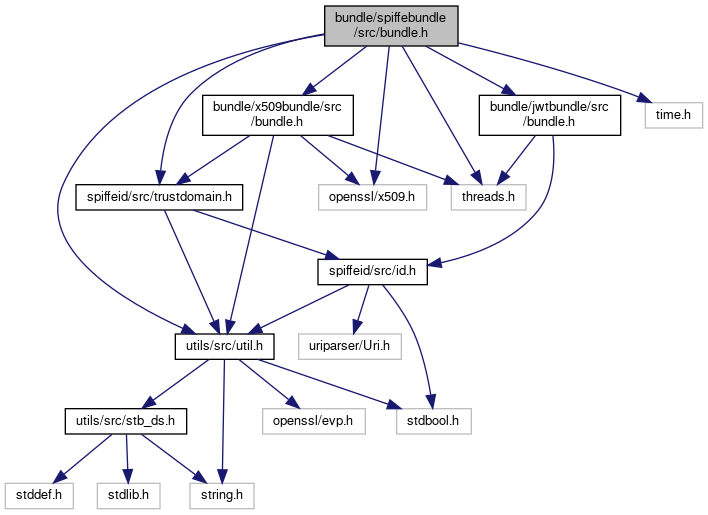 bundle/spiffebundle
/src/bundle.h
bundle/x509bundle/src
/bundle.h
bundle/jwtbundle/src
/bundle.h
time.h
spiffeid/src/trustdomain.h
openssl/x509.h
threads.h
spiffeid/src/id.h
utils/src/util.h
uriparser/Uri.h
utils/src/stb_ds.h
openssl/evp.h
stdbool.h
stddef.h
stdlib.h
string.h